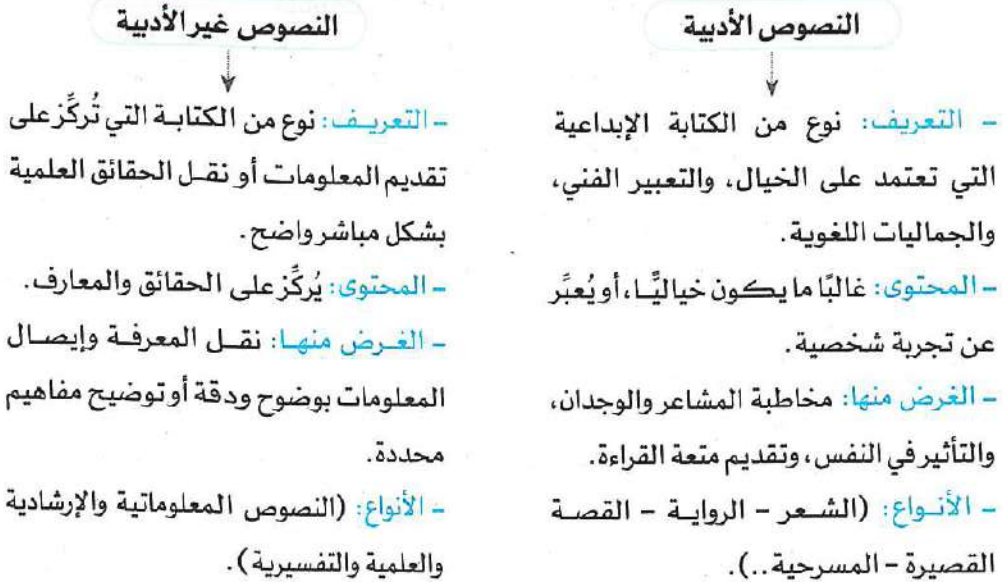 النصوص الأدبية
- التعريف: نوع من الكتابة الإبداعية
التي تعتمد على الخيال، والتعبير الفني،
والجماليات اللغوية.
- المحتوى: غالبًا ما يكون خياليًّا، أو يُعبَّر
عن تجربة شخصية.
- الغرض منها: مخاطبة المشاعر والوجدان،
والتأثير في النفس، وتقديم متعة القراءة.
- الأنواع: (الشعر - الرواية - القصة
القصيرة - المسرحية..).
النصوص غير الأدبية
- التعريف: نوع من الكتابة التي تُركِّز على
تقديم المعلومات أو نقل الحقائق العلمية
بشكل مباشر واضح.
- المحتوى: يُركِّز على الحقائق والمعارف.
- الغرض منها: نقل المعرفة وإيصال
المعلومات بوضوح ودقة أو توضيح مفاهيم
محددة.
- الأنواع: (النصوص المعلوماتية والإرشادية
والعلمية والتفسيرية).